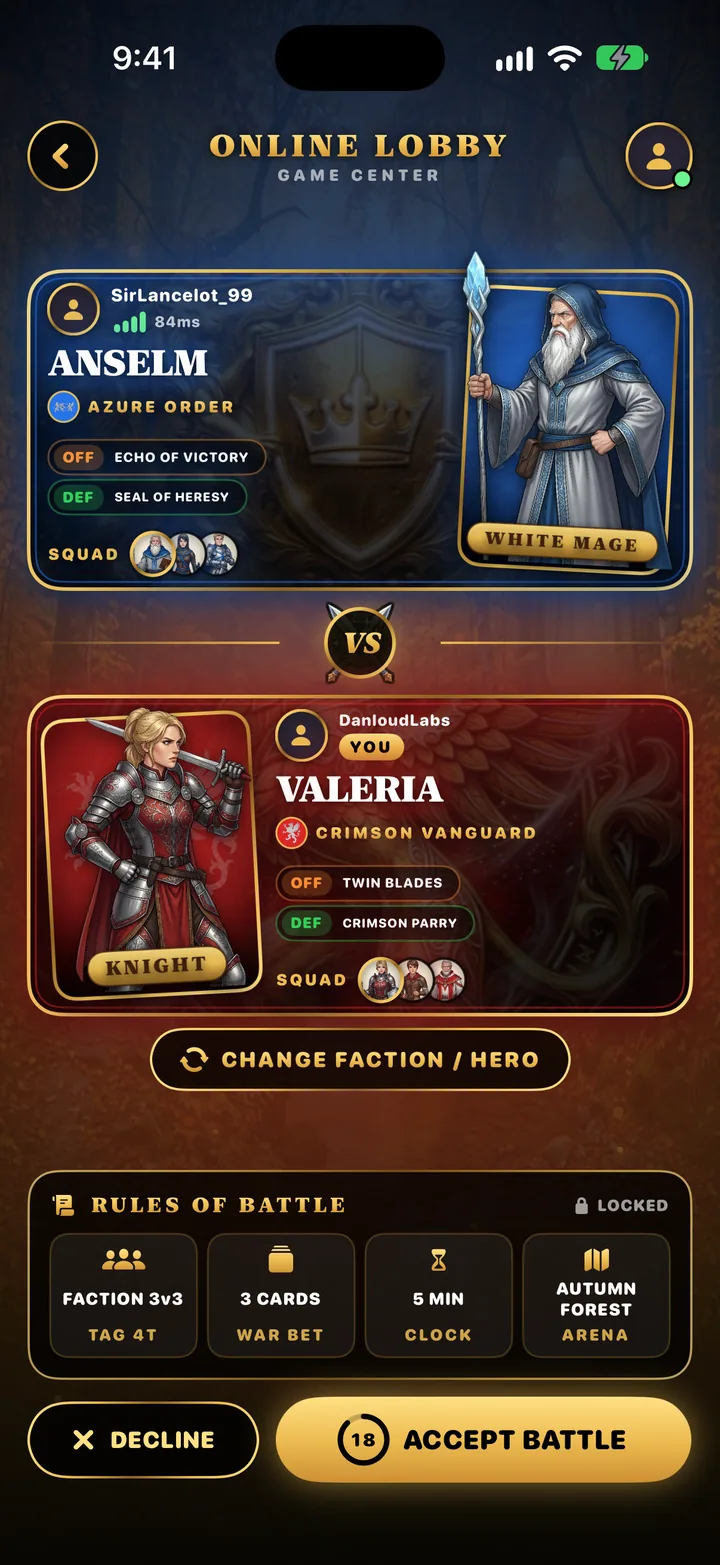 9:41
ONLINE LOBBY
GAME CENTER
SirLancelot_99
84ms
ANSELM
AZURE ORDER
OFF ECHO OF VICTORY
DEF SEAL OF HERESY
SQUAD
WHITE MAGE
VS
DanloudLabs
YOU
VALERIA
CRIMSON VANGUARD
OFF TWIN BLADES
DEF CRIMSON PARRY
SQUAD
KNIGHT
CHANGE FACTION / HERO
RULES OF BATTLE
LOCKED
FACTION 3v3
TAG 4T
3 CARDS
WAR BET
5 MIN
CLOCK
AUTUMN
FOREST
ARENA
DECLINE
18 ACCEPT BATTLE